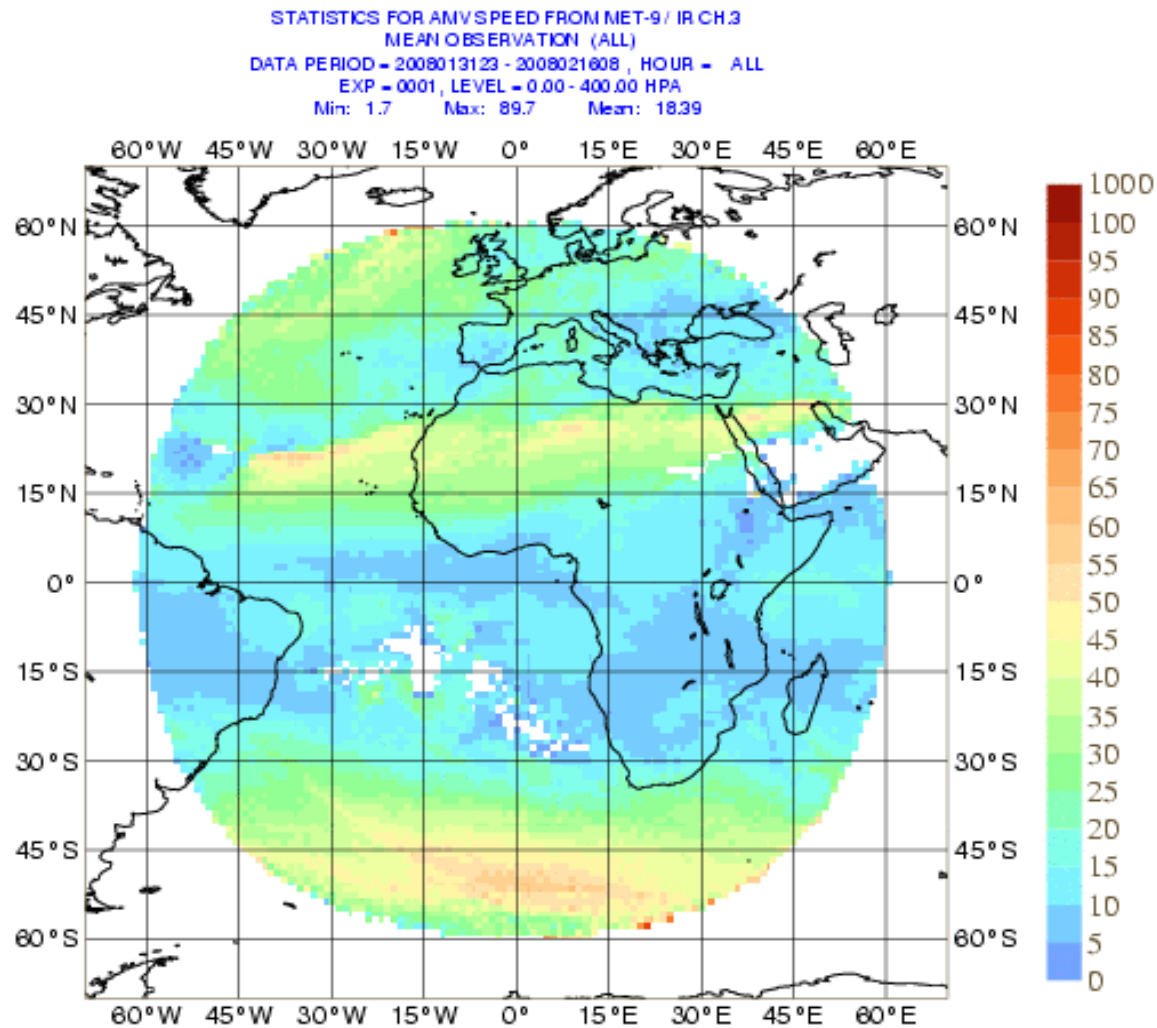 STATISTICS FOR AMV SPEED FROM MET-9 / IR CH.3
MEAN OBSERVATION (ALL)
DATA PERIOD = 2008013123 - 2008021608 , HOUR = ALL
EXP = 0001, LEVEL = 0.00 - 400.00 HPA
Min: 1.7 Max: 89.7 Mean: 18.39
60°W 45°W 30°W 15°W 0° 15°E 30°E 45°E 60°E
1000
100
60°N 60°N
95
90
45°N 45°N
85
80
30°N 30°N
75
70
65
15°N 15°N
60
55
0° 0°
50
45
15°S 15°S
40
35
30°S 30°S
30
25
20
45°S 45°S
15
10
60°S 60°S
5
0
60°W 45°W 30°W 15°W 0° 15°E 30°E 45°E 60°E